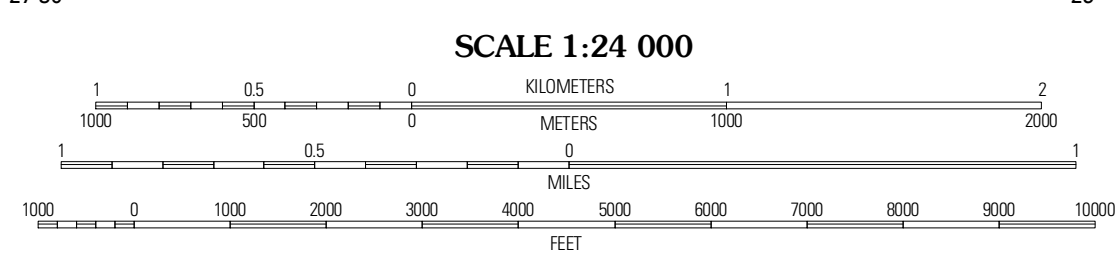 SCALE 1:24 000
1 0.5 0 KILOMETERS 1 2
1000 500 0 METERS 1000 2000
1 0.5 0 1
MILES
1000 0 1000 2000 3000 4000 5000 6000 7000 8000 9000 10000
FEET